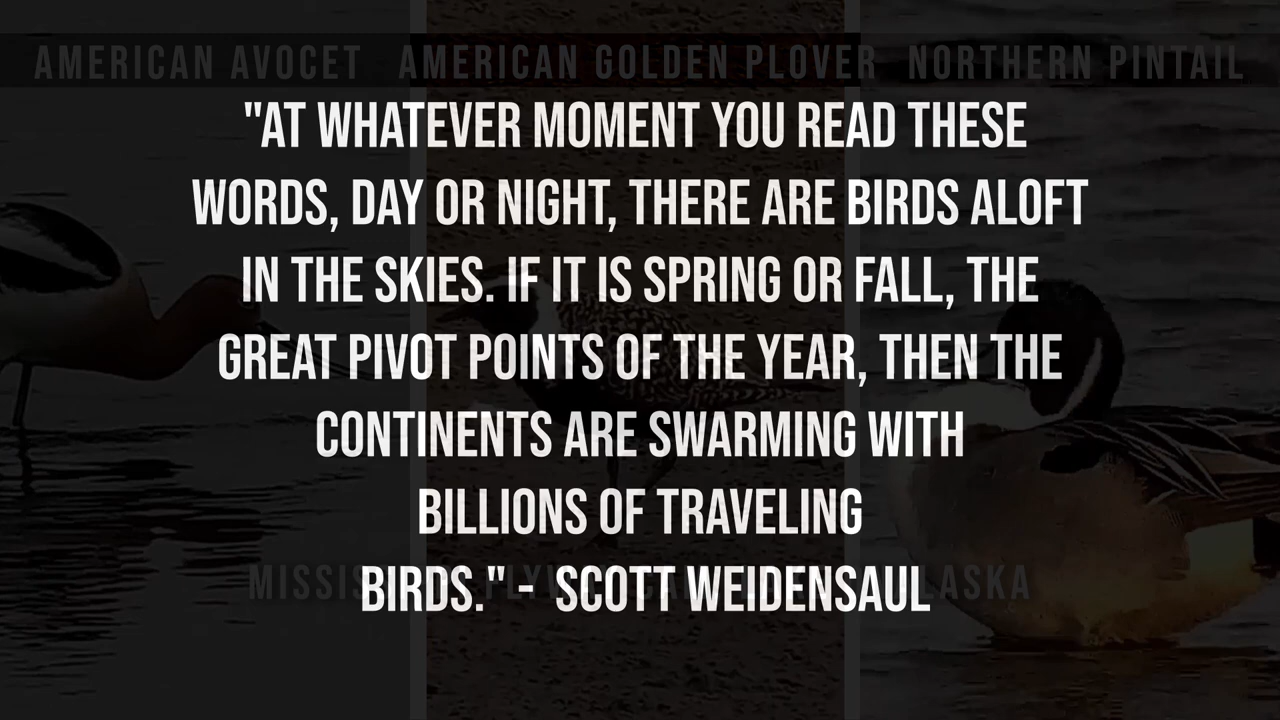 AMERICAN AVOCET AMERICAN GOLDEN PLOVER NORTHERN PINTAIL
"AT WHATEVER MOMENT YOU READ THESE
WORDS, DAY OR NIGHT, THERE ARE BIRDS ALOFT
IN THE SKIES. IF IT IS SPRING OR FALL, THE
GREAT PIVOT POINTS OF THE YEAR, THEN THE
CONTINENTS ARE SWARMING WITH
BILLIONS OF TRAVELING
BIRDS." - SCOTT WEIDENSAUL